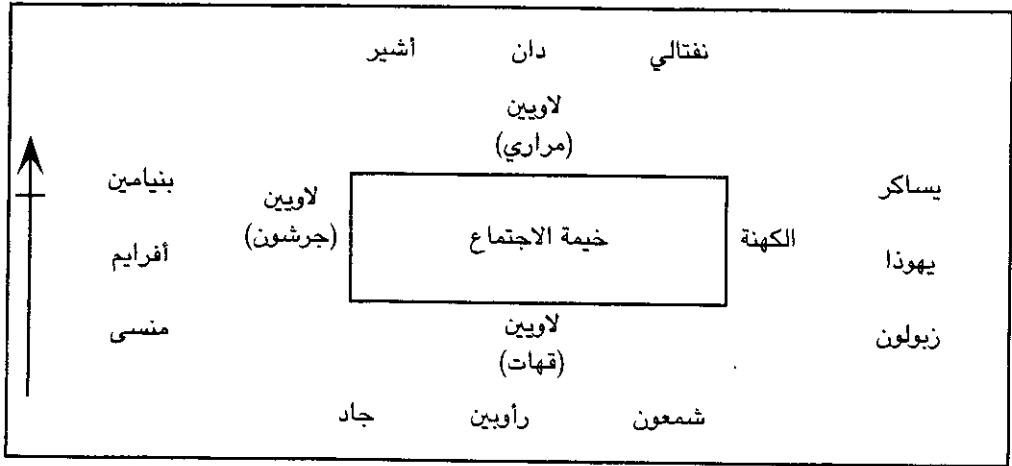 نفتالي دان أشير
لاويين
(مراري)
يساكر
بنيامين
لاويين
(جرشون)
خيمة الاجتماع
الكهنة
يهوذا
أفرايم
زبولون
منسى
لاويين
(قهات)
شمعون رأوبين جاد